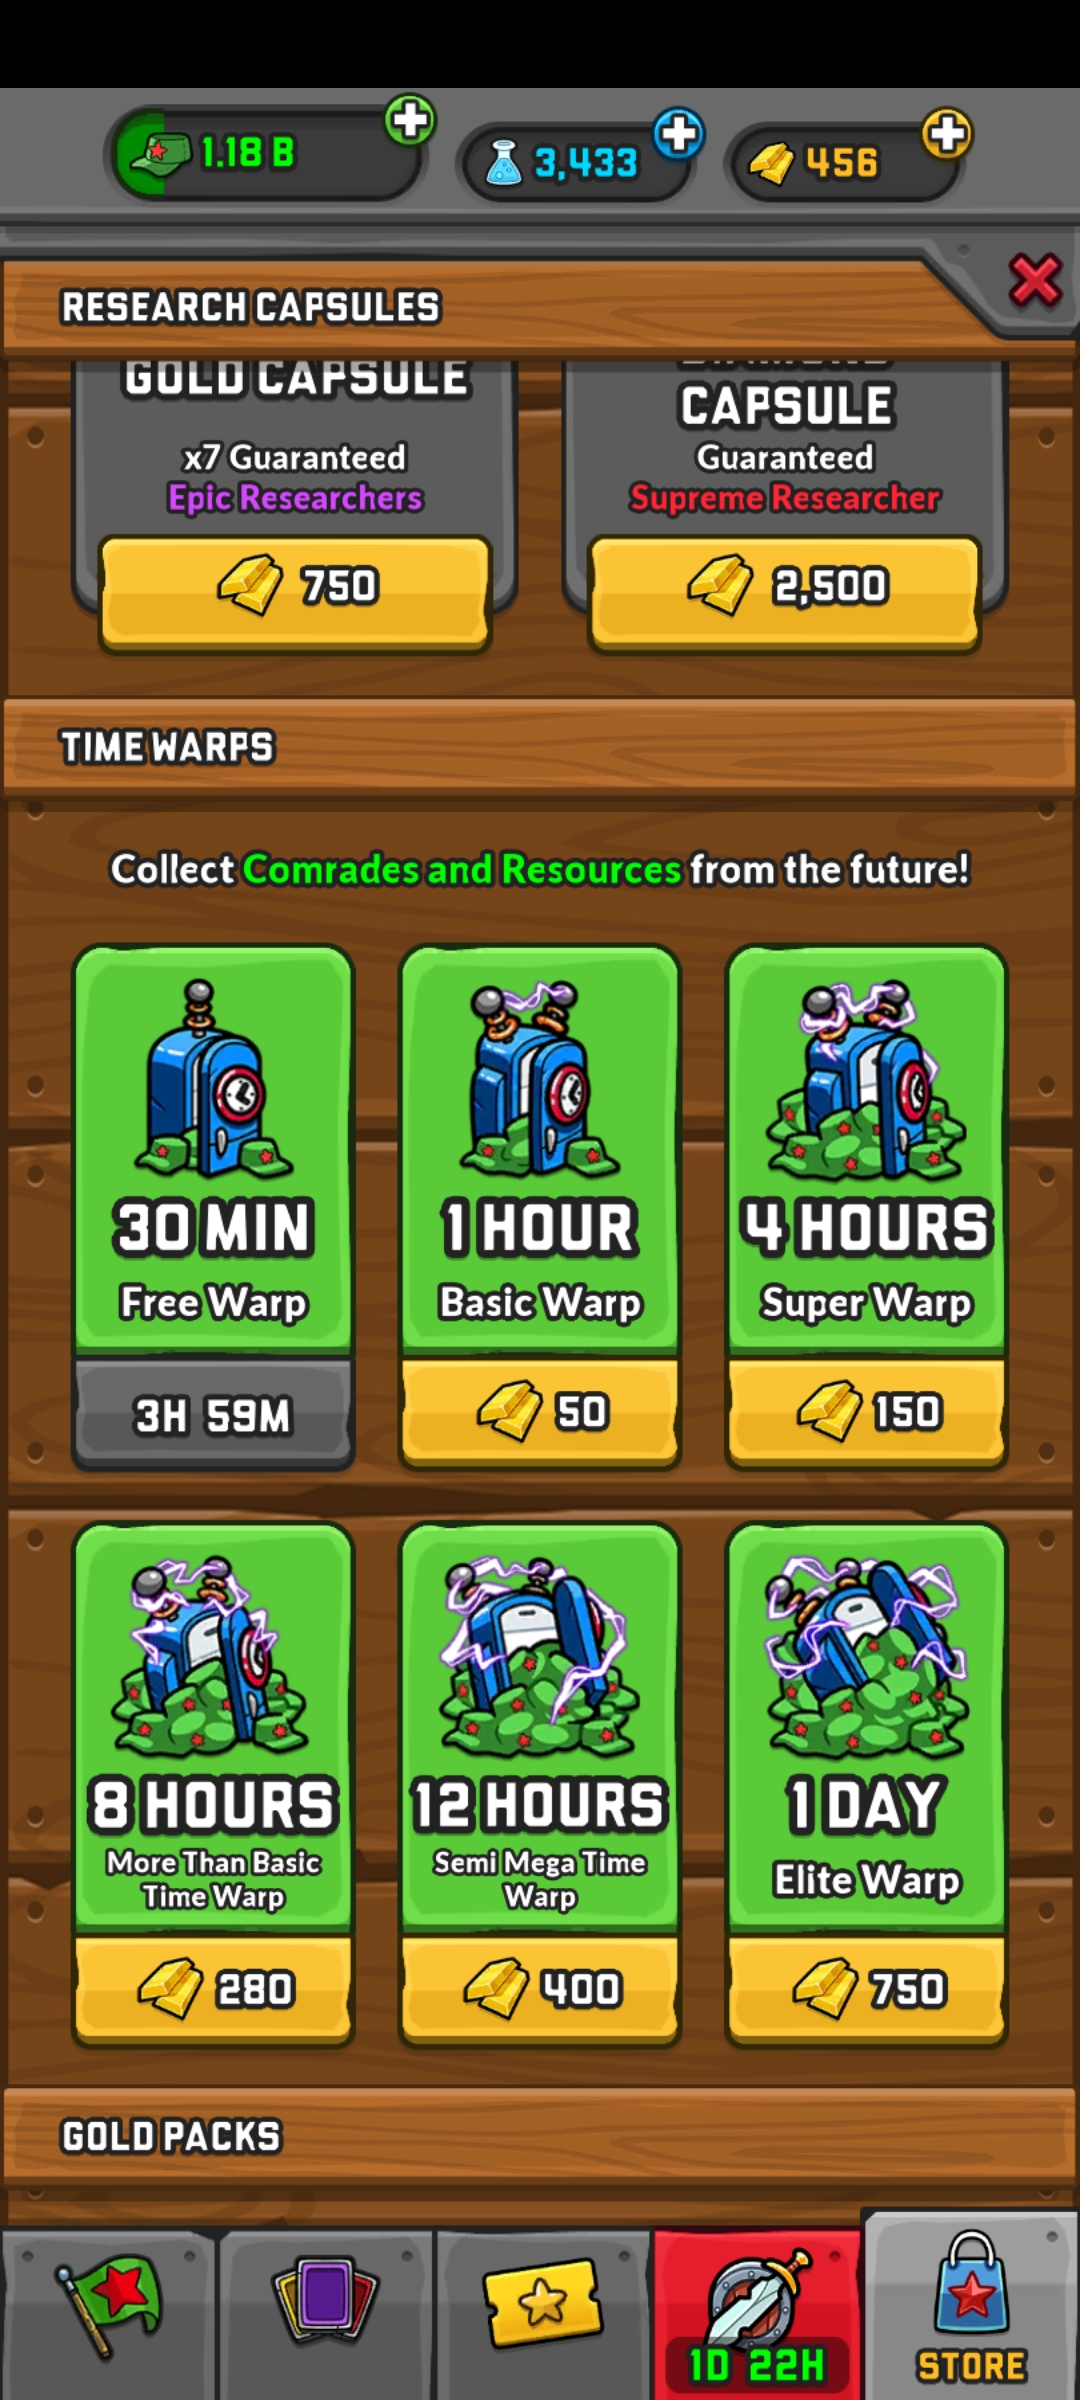 1.18 B
3,433
456
RESEARCH CAPSULES
GOLD CAPSULE
CAPSULE
x7 Guaranteed
Epic Researchers
Guaranteed
Supreme Researcher
750
2,500
TIME WARPS
Collect Comrades and Resources from the future!
30 MIN
Free Warp
3H 59M
1 HOUR
Basic Warp
50
4 HOURS
Super Warp
150
8 HOURS
More Than Basic
Time Warp
280
12 HOURS
Semi Mega Time
Warp
400
1 DAY
Elite Warp
750
GOLD PACKS
1D 22H
STORE